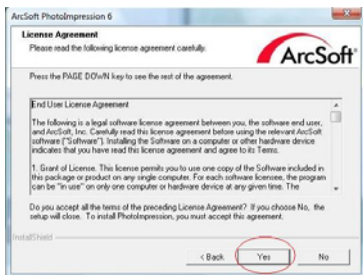 ArcSoft PhotoImpression 6
License Agreement
Please read the following license agreement carefully.
ArcSoft
Press the PAGE DOWN key to see the rest of the agreement.
End User License Agreement
The following is a legal software license agreement between you, the software end user,
and ArcSoft, Inc. Carefully read this license agreement before using the relevant ArcSoft
software ("Software"). Installing the Software on a computer or other hardware device
indicates that you have read this license agreement and agree to its Terms.
1. Grant of License. This license permits you to use one copy of the Software included in
this package or product on any single computer. For each software licensee, the program
can be "in use" on only one computer or hardware device at any given time. The
Do you accept all the terms of the preceding License Agreement? If you choose No, the
setup will close. To install PhotoImpression, you must accept this agreement.
InstallShield
< Back
Yes
No